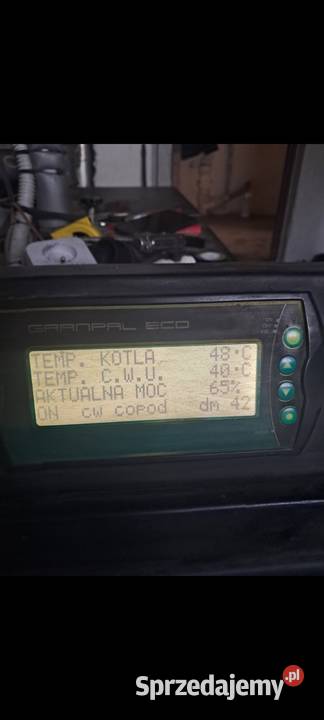 GRANPAL ECO
TEMP. KOTLA 48°C
TEMP. C.W.U. 40°C
AKTUALNA MOC 65%
ON cw copod dm 42
Sprzedajemy.pl